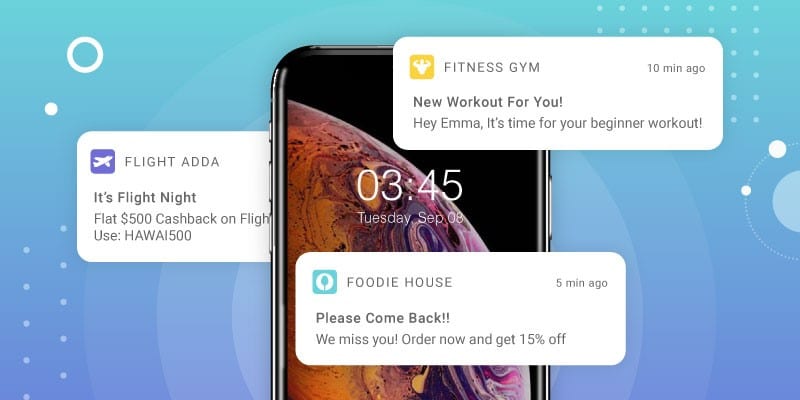 FITNESS GYM
10 min ago
New Workout For You!
Hey Emma, It's time for your beginner workout!
FLIGHT ADDA
It's Flight Night
Flat $500 Cashback on Fligh
Use: HAWAI500
03:45
Tuesday, Sep 08
FOODIE HOUSE
5 min ago
Please Come Back!!
We miss you! Order now and get 15% off